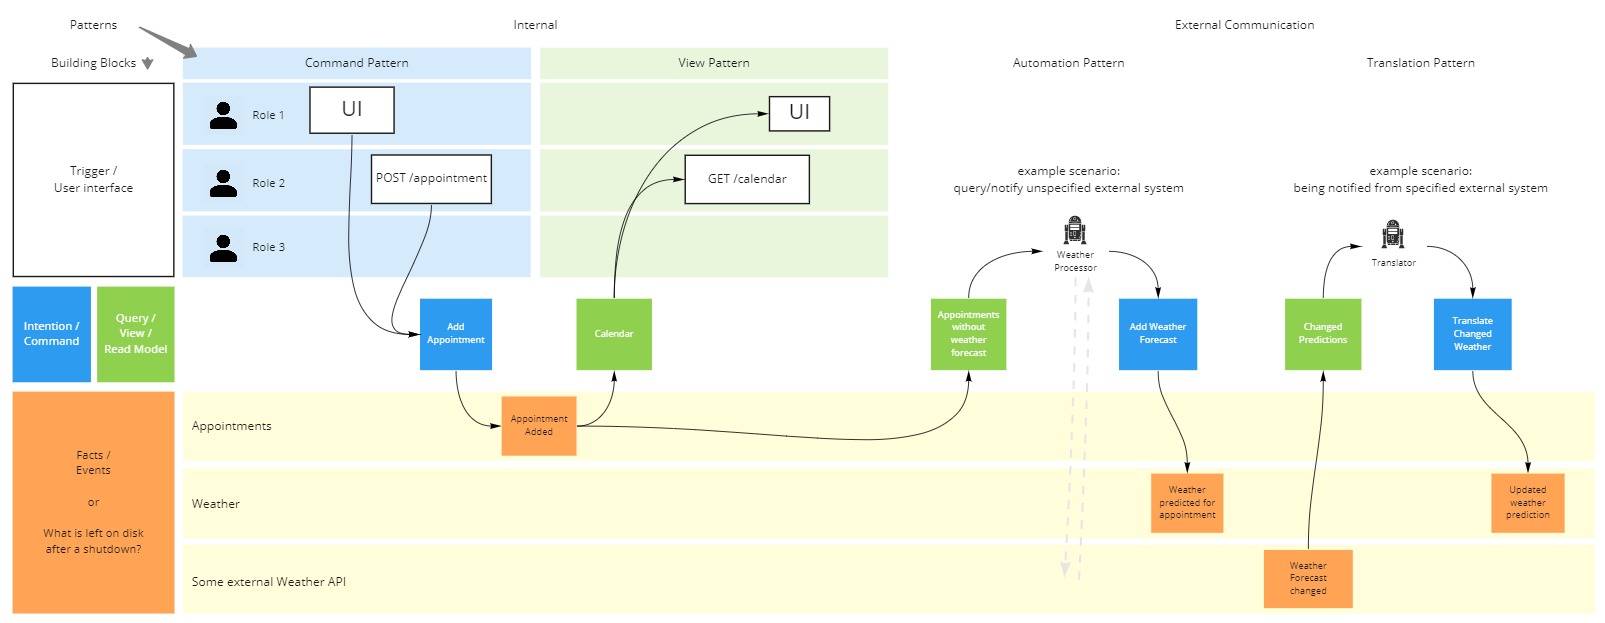 Patterns
Internal
External Communication
Building Blocks
Command Pattern
View Pattern
Automation Pattern
Translation Pattern
Trigger /
User interface
Role 1
UI
UI
Role 2
POST /appointment
GET /calendar
Role 3
example scenario:
query/notify unspecified external system
example scenario:
being notified from specified external system
Weather
Processor
Translator
Intention /
Command
Query /
View /
Read Model
Add
Appointment
Calendar
Appointments
without
weather
forecast
Add Weather
Forecast
Changed
Predictions
Translate
Changed
Weather
Facts /
Events
or
What is left on disk
after a shutdown?
Appointments
Appointment
Added
Weather
Weather
predicted for
appointment
Updated
weather
prediction
Some external Weather API
Weather
Forecast
changed